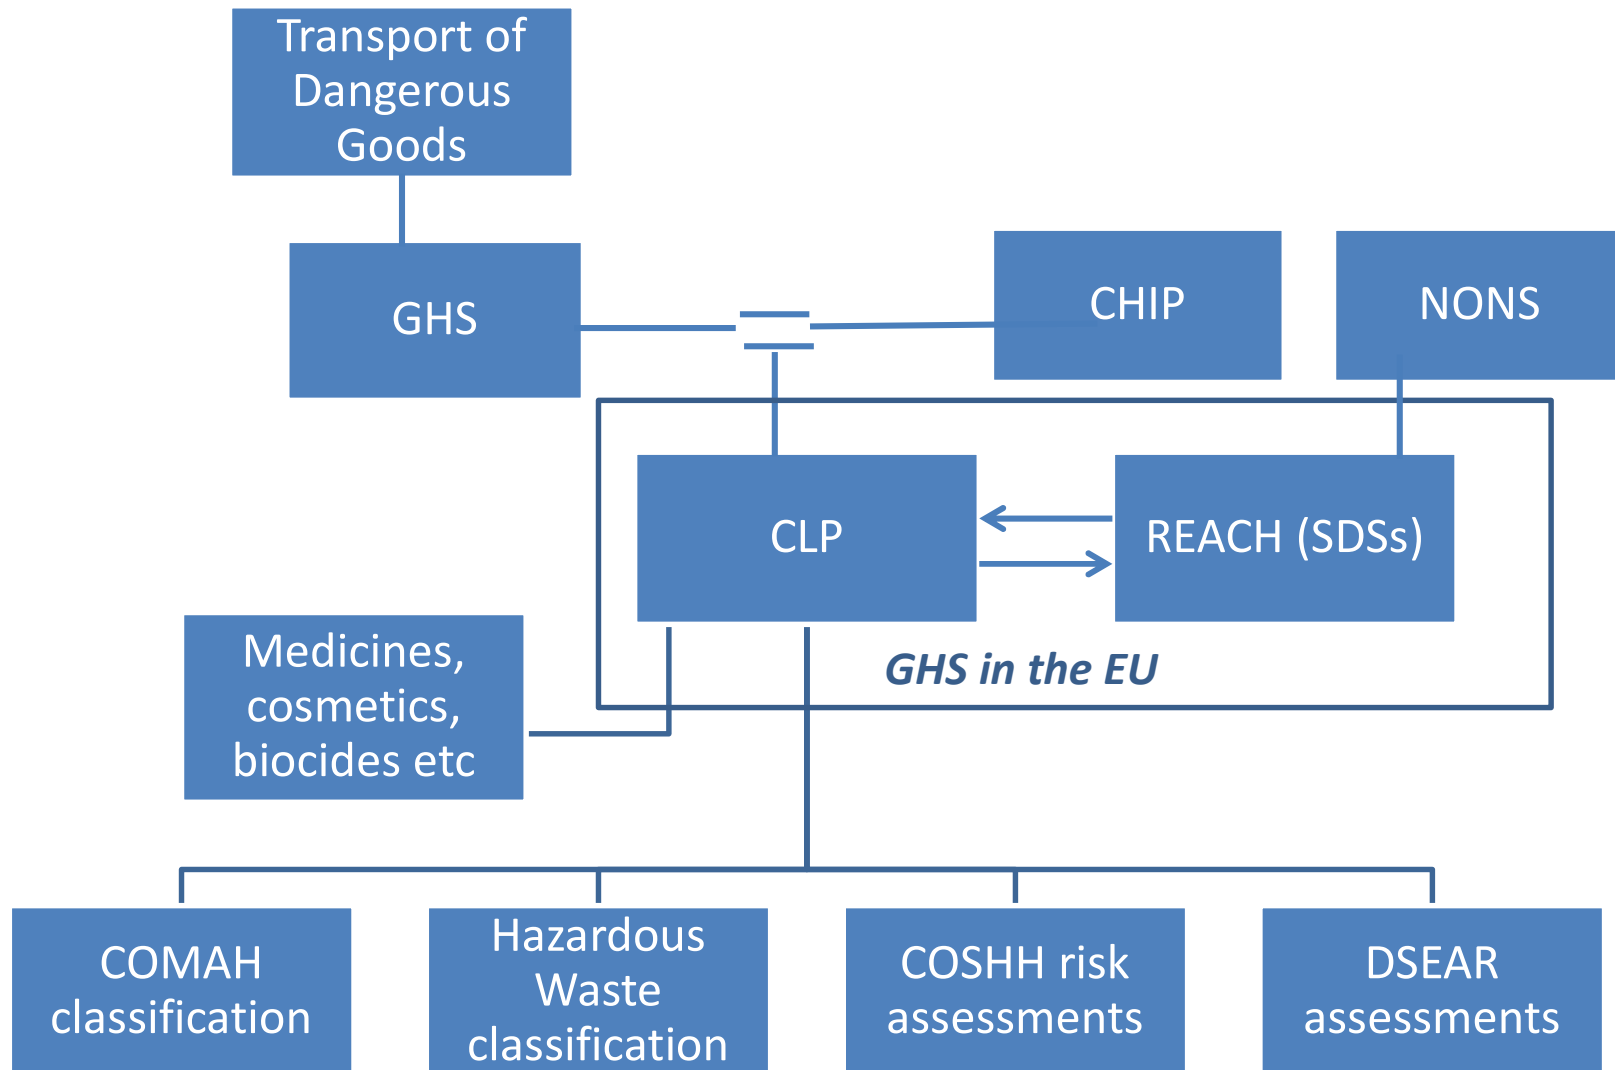 Transport of
Dangerous
Goods
GHS
CHIP
NONS
CLP
REACH (SDSs)
GHS in the EU
Medicines,
cosmetics,
biocides etc
COMAH
classification
Hazardous
Waste
classification
COSHH risk
assessments
DSEAR
assessments